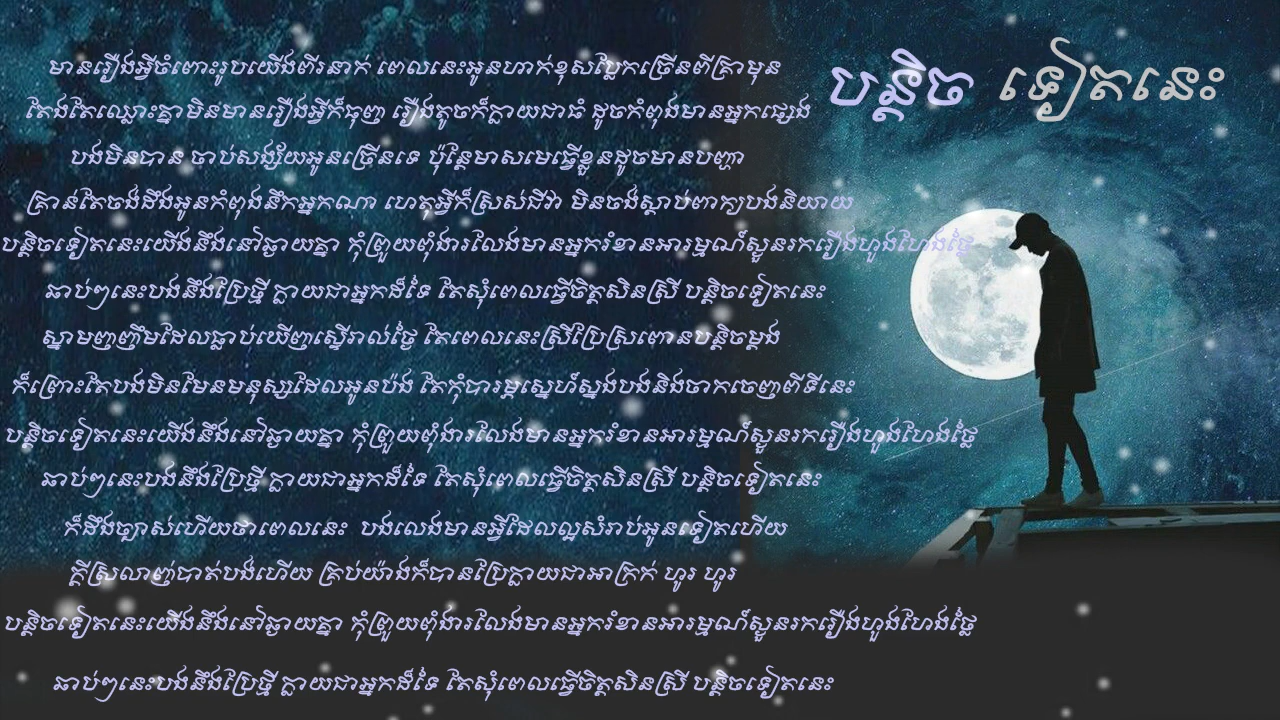 បន្តិច ទៀតនេះ
មានរឿងអ្វីចំពោះរូបយើងពីរនាក់ ពេលនេះអូនហាក់ខុសប្លែកច្រើនពីគ្រាមុន
តែងតែឈ្លោះគ្នាមិនមានរឿងអ្វីក៏ធុញ រឿងតូចក៏ក្លាយជាធំ ដូចកំពុងមានអ្នកផ្សេង
បងមិនបាន ចាប់សង្ស័យអូនច្រើនទេ ប៉ុន្តែមាសមេធ្វើខ្លួនដូចមានបញ្ហា
គ្រាន់តែចង់ដឹងអូនកំពុងនឹកអ្នកណា ហេតុអ្វីក៏ស្រស់ជីវ៉ា មិនចង់ស្តាប់ពាក្យបងនិយាយ
បន្តិចទៀតនេះយើងនឹងនៅឆ្ងាយគ្នា កុំព្រួយពុំងារលែងមានអ្នករំខានអារម្មណ៍ស្ងួនរករឿងហួងហែងថ្លៃ
ឆាប់ៗនេះបងនឹងប្រែថ្មី ក្លាយជាអ្នកដ៏ទៃ តែសុំពេលធ្វើចិត្តសិនស្រី បន្តិចទៀតនេះ
ស្នាមញញឹមដែលធ្លាប់ឃើញស្ទើររាល់ថ្ងៃ តែពេលនេះស្រីប្រែស្រពោនបន្តិចម្តង
ក៏ព្រោះតែបងមិនមែនមនុស្សដែលអូនប៉ង តែកុំបារម្ភស្នេហ៍ស្នងបងនិងចាកចេញពីទីនេះ
បន្តិចទៀតនេះយើងនឹងនៅឆ្ងាយគ្នា កុំព្រួយពុំងារលែងមានអ្នករំខានអារម្មណ៍ស្ងួនរករឿងហួងហែងថ្លៃ
ឆាប់ៗនេះបងនឹងប្រែថ្មី ក្លាយជាអ្នកដ៏ទៃ តែសុំពេលធ្វើចិត្តសិនស្រី បន្តិចទៀតនេះ
ក៏ដឹងច្បាស់ហើយថាពេលនេះ បងលេងមានអ្វីដែលល្អសំរាប់អូនទៀតហើយ
ក្តីស្រលាញ់បាត់បង់ហើយ គ្រប់យ៉ាងក៏បានប្រែក្លាយជាអាក្រក់ ហូរ ហូរ
បន្តិចទៀតនេះយើងនឹងនៅឆ្ងាយគ្នា កុំព្រួយពុំងារលែងមានអ្នករំខានអារម្មណ៍ស្ងួនរករឿងហួងហែងថ្លៃ
ឆាប់ៗនេះបងនឹងប្រែថ្មី ក្លាយជាអ្នកដ៏ទៃ តែសុំពេលធ្វើចិត្តសិនស្រី បន្តិចទៀតនេះ